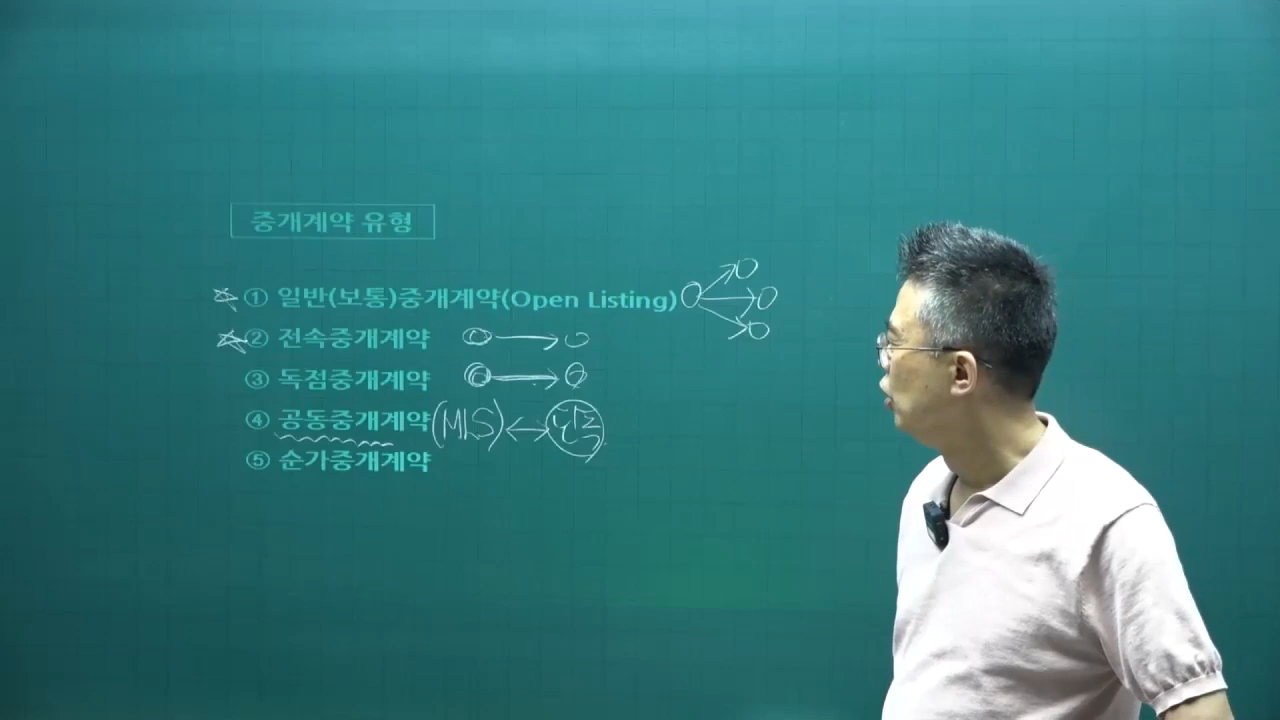 중개계약 유형
① 일반(보통)중개계약(Open Listing)
② 전속중개계약
③ 독점중개계약
④ 공동중개계약(MLS)↔단독
⑤ 순가중개계약